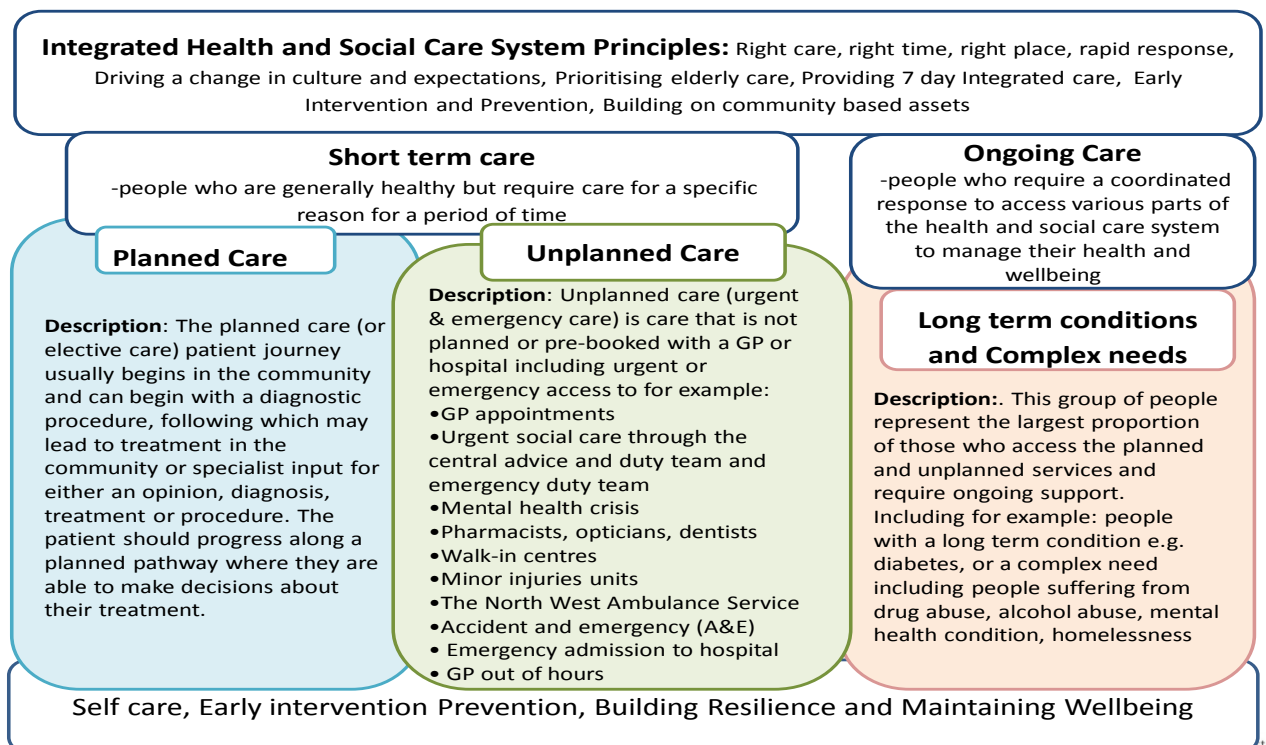 Integrated Health and Social Care System Principles: Right care, right time, right place, rapid response,
Driving a change in culture and expectations, Prioritising elderly care, Providing 7 day Integrated care, Early
Intervention and Prevention, Building on community based assets
Short term care
-people who are generally healthy but require care for a specific
reason for a period of time
Ongoing Care
-people who require a coordinated
response to access various parts of
the health and social care system
to manage their health and
wellbeing
Planned Care
Description: The planned care (or
elective care) patient journey
usually begins in the community
and can begin with a diagnostic
procedure, following which may
lead to treatment in the
community or specialist input for
either an opinion, diagnosis,
treatment or procedure. The
patient should progress along a
planned pathway where they are
able to make decisions about
their treatment.
Unplanned Care
Description: Unplanned care (urgent
& emergency care) is care that is not
planned or pre-booked with a GP or
hospital including urgent or
emergency access to for example:
•GP appointments
•Urgent social care through the
central advice and duty team and
emergency duty team
•Mental health crisis
•Pharmacists, opticians, dentists
•Walk-in centres
•Minor injuries units
•The North West Ambulance Service
•Accident and emergency (A&E)
• Emergency admission to hospital
• GP out of hours
Long term conditions
and Complex needs
Description:. This group of people
represent the largest proportion
of those who access the planned
and unplanned services and
require ongoing support.
Including for example: people
with a long term condition e.g.
diabetes, or a complex need
including people suffering from
drug abuse, alcohol abuse, mental
health condition, homelessness
Self care, Early intervention Prevention, Building Resilience and Maintaining Wellbeing